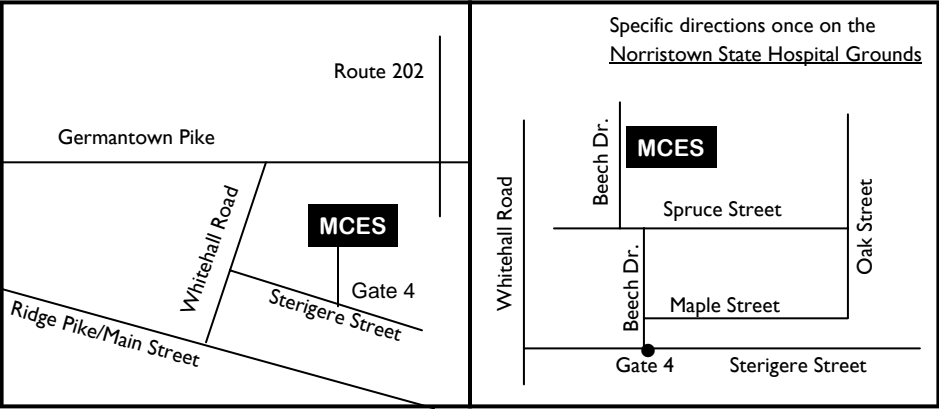 Route 202
Germantown Pike
Whitehall Road
MCES
Gate 4
Sterigere Street
Ridge Pike/Main Street
Specific directions once on the
Norristown State Hospital Grounds
Beech Dr.
MCES
Whitehall Road
Spruce Street
Oak Street
Beech Dr.
Maple Street
Gate 4
Sterigere Street